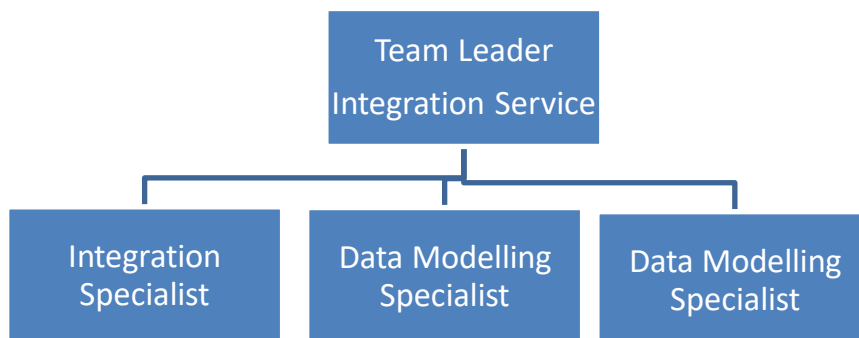 Team Leader
Integration Service
Integration
Specialist
Data Modelling
Specialist
Data Modelling
Specialist